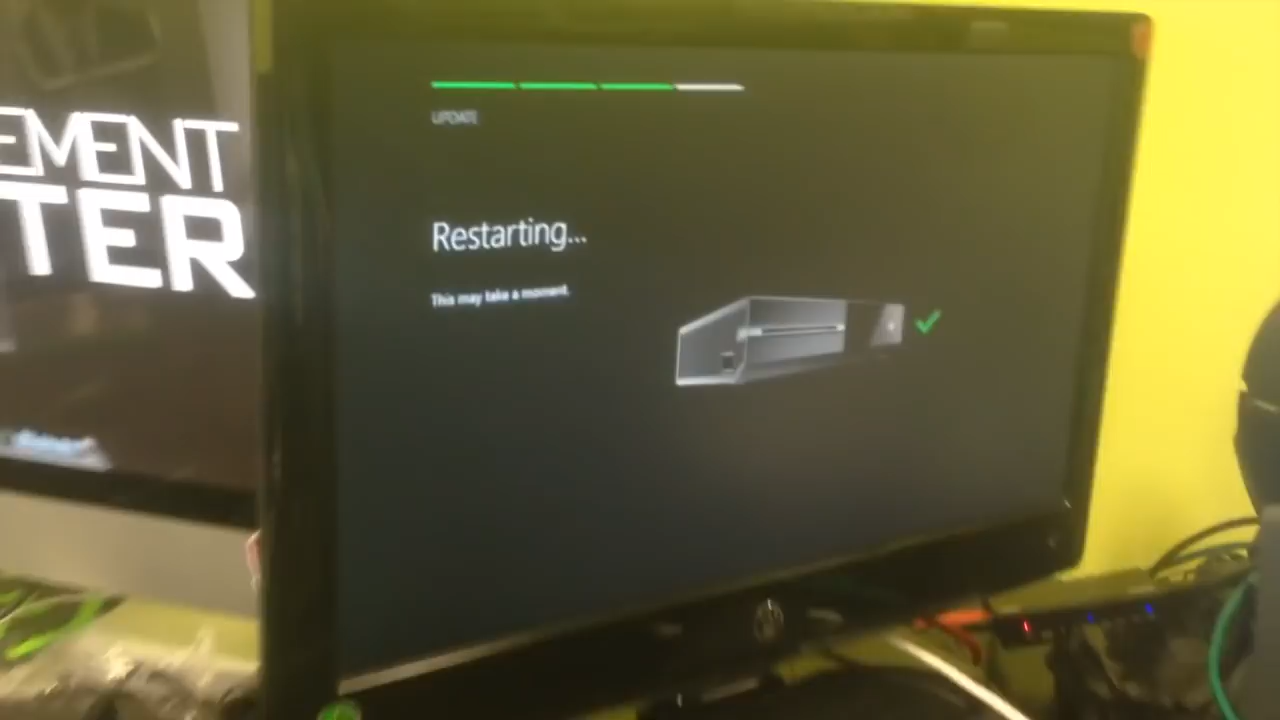 EMENT
TER
UPDATE
Restarting...
This may take a moment.